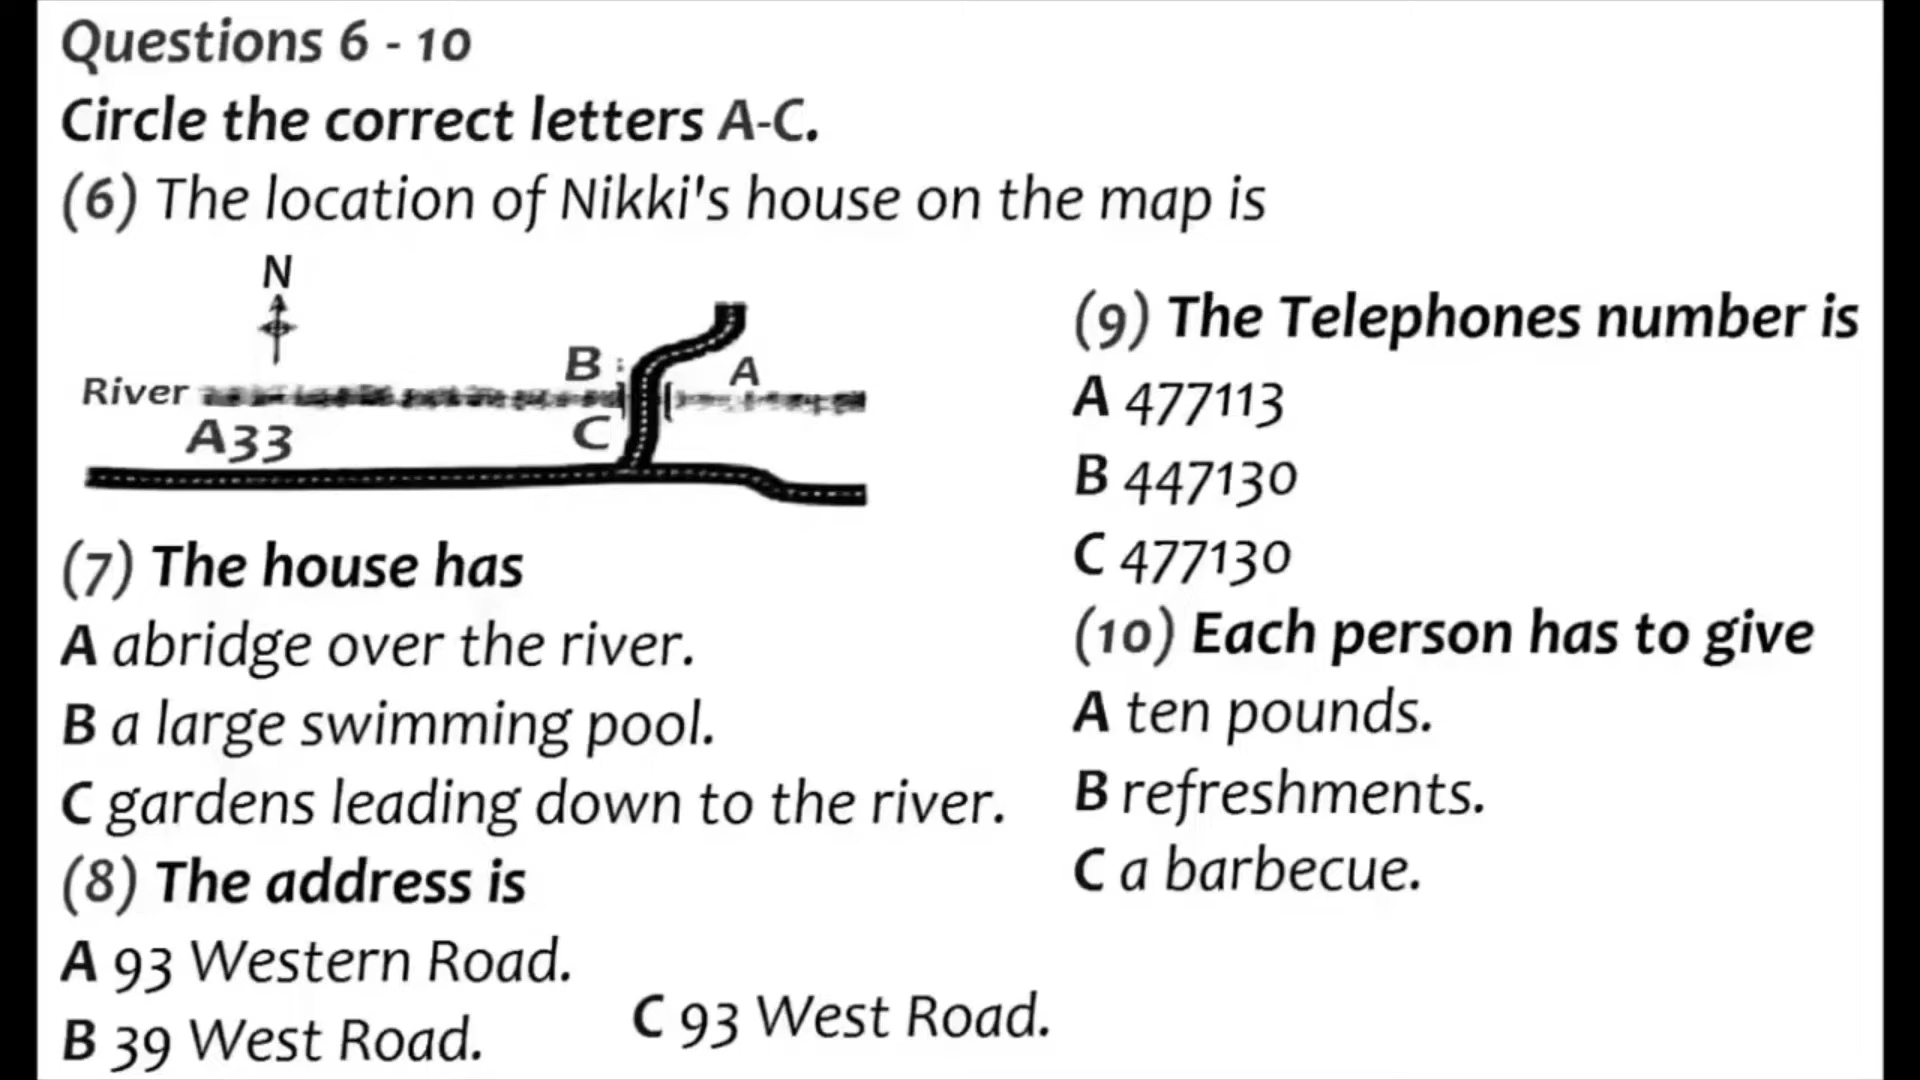 Questions 6 - 10
Circle the correct letters A-C.
(6) The location of Nikki's house on the map is
N
River
B
A
A33
C
(7) The house has
A abridge over the river.
B a large swimming pool.
C gardens leading down to the river.
(8) The address is
A 93 Western Road.
B 39 West Road.
C 93 West Road.
(9) The Telephones number is
A 477113
B 447130
C 477130
(10) Each person has to give
A ten pounds.
B refreshments.
C a barbecue.